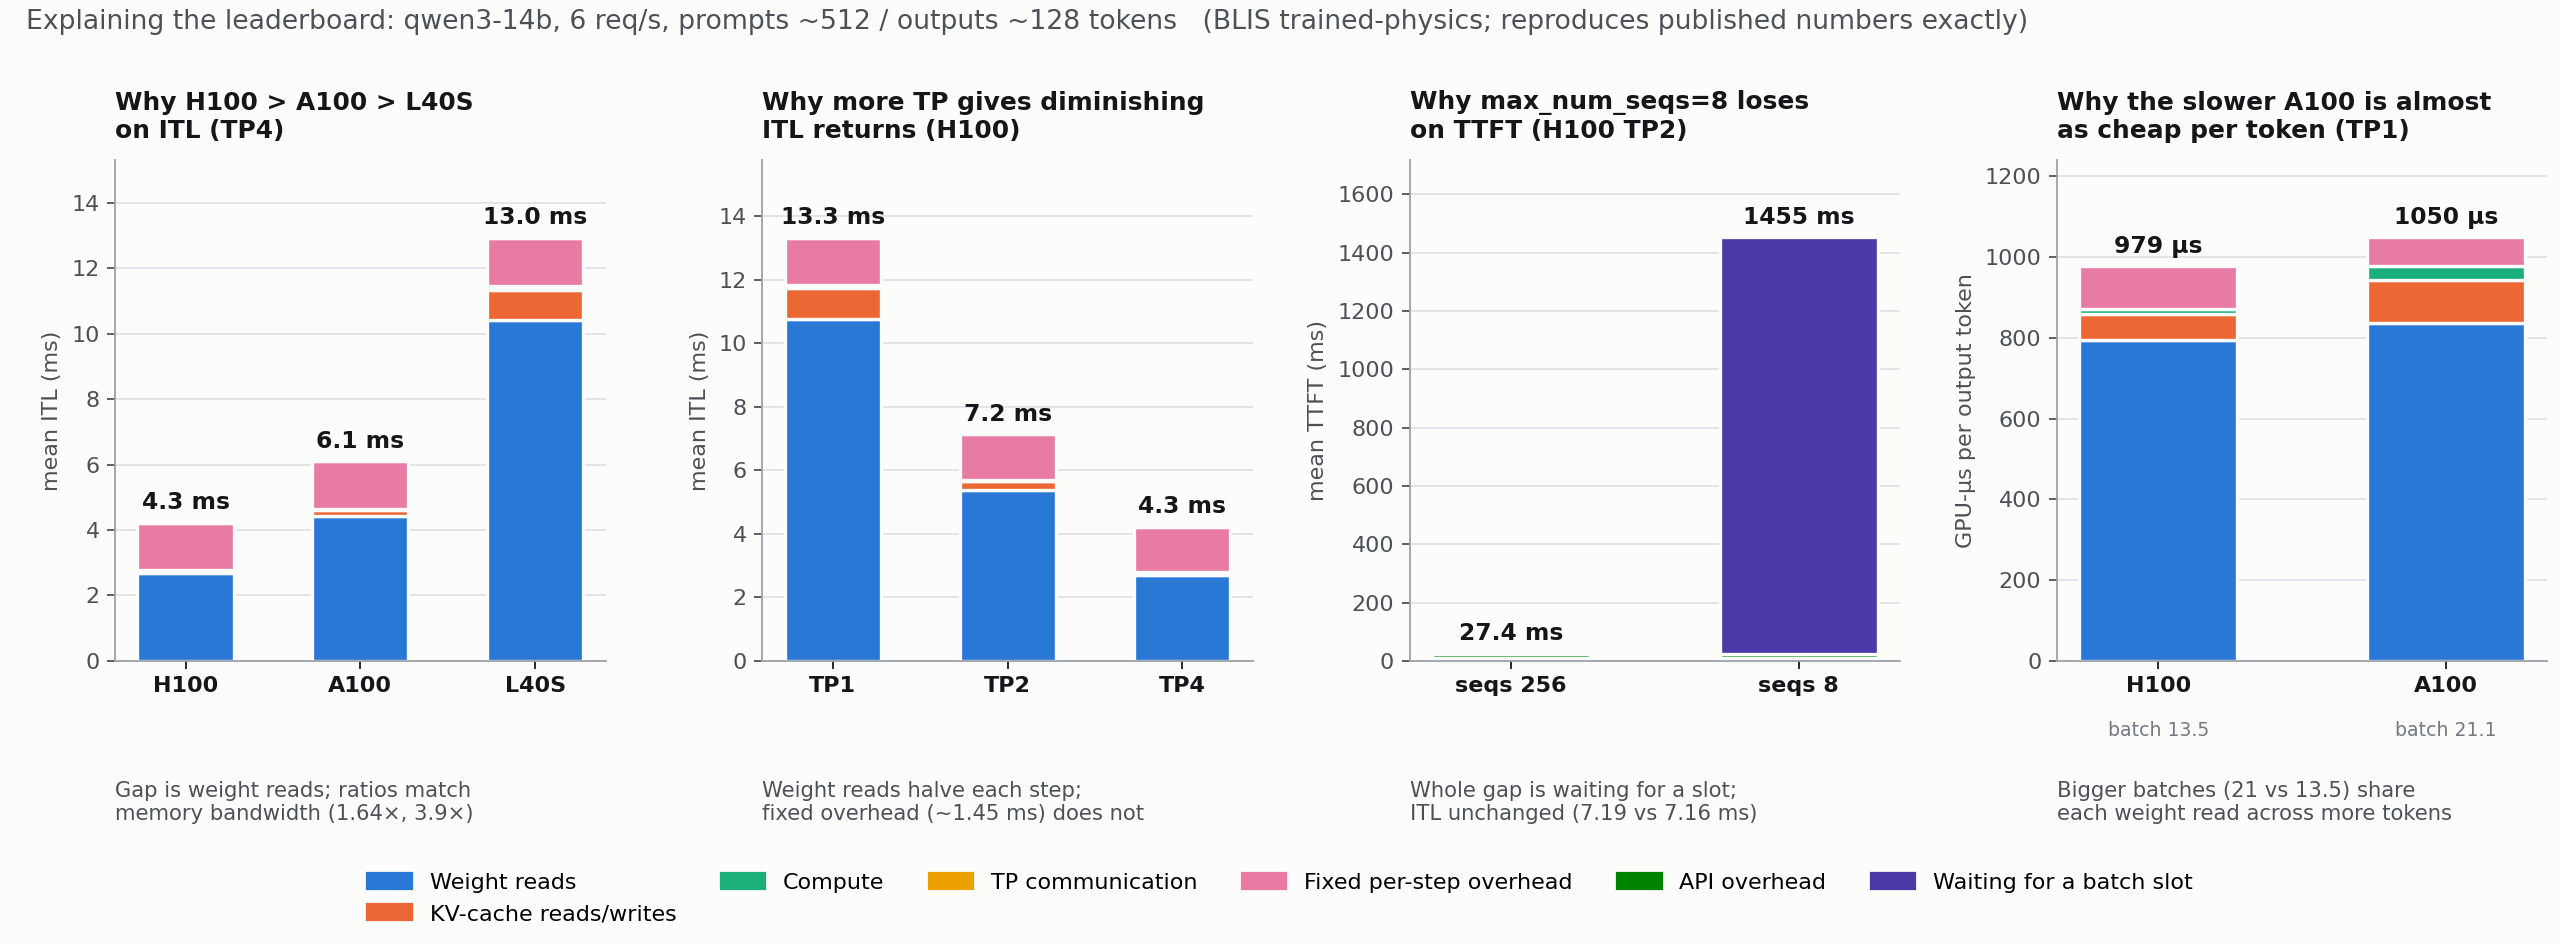 Explaining the leaderboard: qwen3-14b, 6 req/s, prompts ~512 / outputs ~128 tokens   (BLIS trained-physics; reproduces published numbers exactly)
Why H100 > A100 > L40S
on ITL (TP4)
mean ITL (ms)
14
12
10
8
6
4
2
0
4.3 ms
6.1 ms
13.0 ms
H100
A100
L40S
Gap is weight reads; ratios match
memory bandwidth (1.64×, 3.9×)
Why more TP gives diminishing
ITL returns (H100)
mean ITL (ms)
14
12
10
8
6
4
2
0
13.3 ms
7.2 ms
4.3 ms
TP1
TP2
TP4
Weight reads halve each step;
fixed overhead (~1.45 ms) does not
Why max_num_seqs=8 loses
on TTFT (H100 TP2)
mean TTFT (ms)
1600
1400
1200
1000
800
600
400
200
0
27.4 ms
1455 ms
seqs 256
seqs 8
Whole gap is waiting for a slot;
ITL unchanged (7.19 vs 7.16 ms)
Why the slower A100 is almost
as cheap per token (TP1)
GPU-µs per output token
1200
1000
800
600
400
200
0
979 µs
1050 µs
H100
A100
batch 13.5
batch 21.1
Bigger batches (21 vs 13.5) share
each weight read across more tokens
Weight reads
KV-cache reads/writes
Compute
TP communication
Fixed per-step overhead
API overhead
Waiting for a batch slot